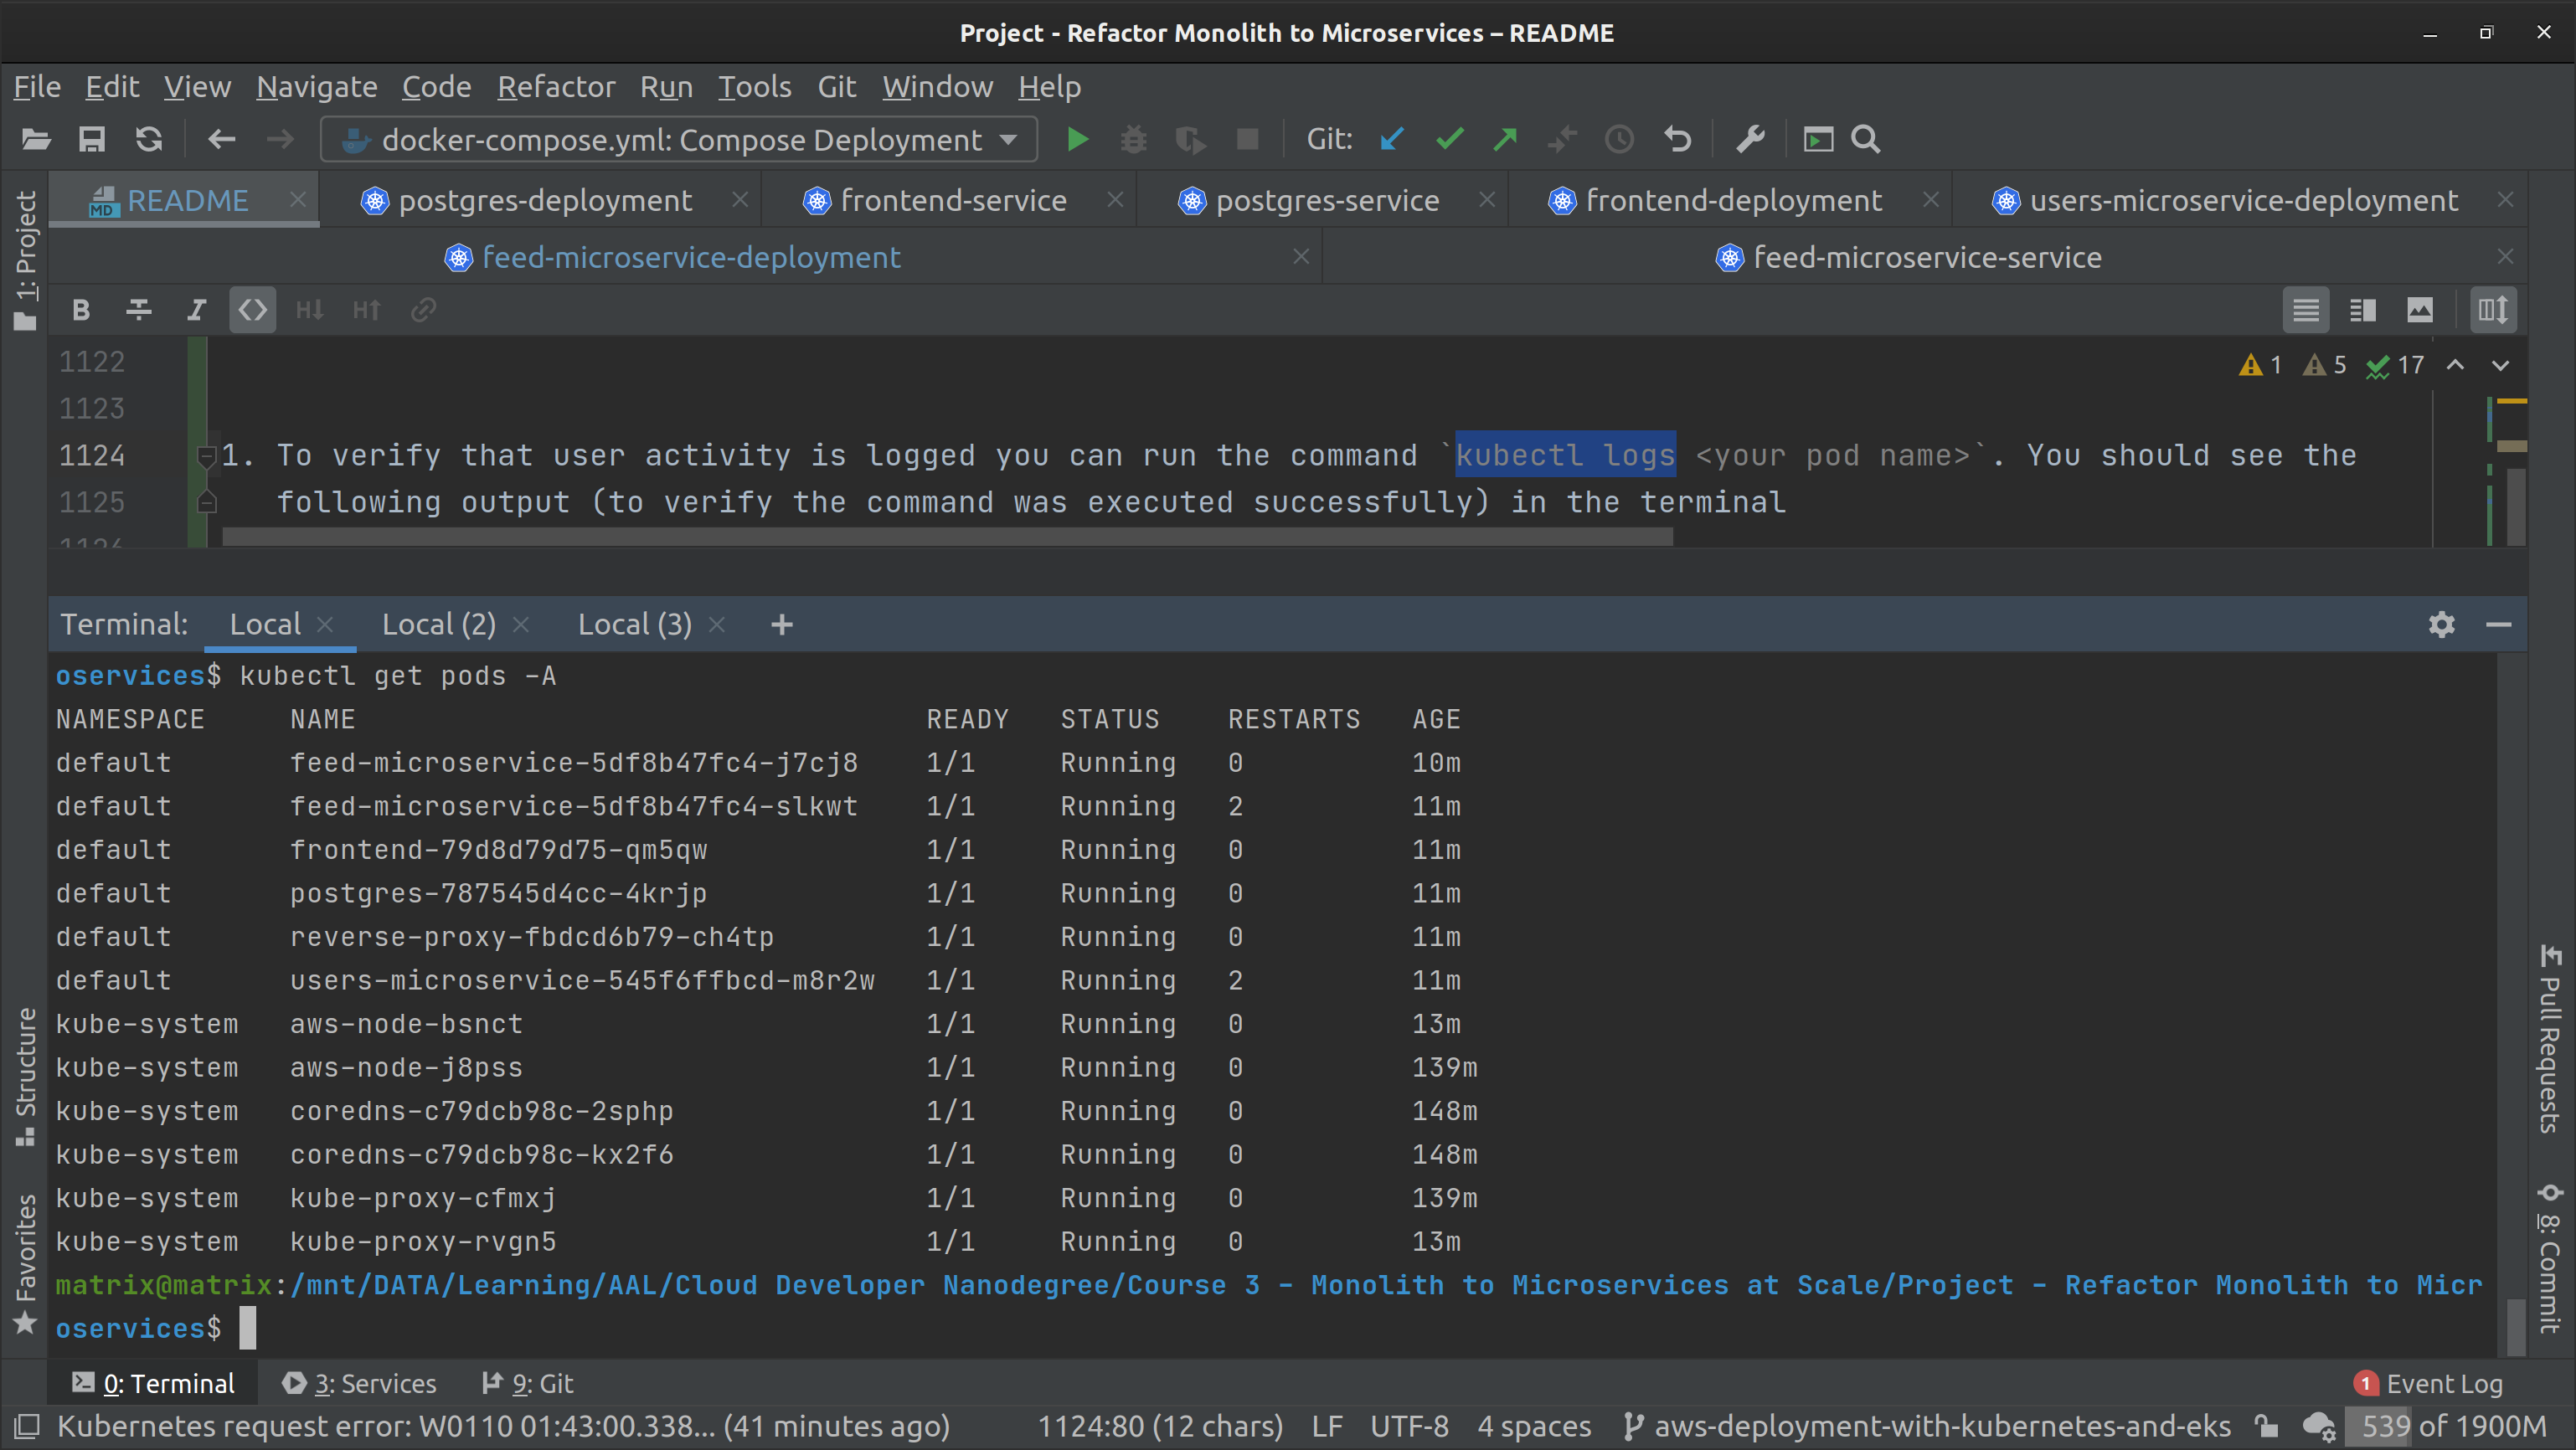 Project - Refactor Monolith to Microservices – README
File Edit View Navigate Code Refactor Run Tools Git Window Help
docker-compose.yml: Compose Deployment Git:
README postgres-deployment frontend-service postgres-service frontend-deployment users-microservice-deployment
feed-microservice-deployment feed-microservice-service
1: Project
B I H↓ H↑
1122 1 5 17
1123
1124 1. To verify that user activity is logged you can run the command `kubectl logs <your pod name>`. You should see the
1125 following output (to verify the command was executed successfully) in the terminal
1126
Terminal: Local Local (2) Local (3) +
oservices$ kubectl get pods -A
NAMESPACE NAME READY STATUS RESTARTS AGE
default feed-microservice-5df8b47fc4-j7cj8 1/1 Running 0 10m
default feed-microservice-5df8b47fc4-slkwt 1/1 Running 2 11m
default frontend-79d8d79d75-qm5qw 1/1 Running 0 11m
default postgres-787545d4cc-4krjp 1/1 Running 0 11m
default reverse-proxy-fbdcd6b79-ch4tp 1/1 Running 0 11m
default users-microservice-545f6ffbcd-m8r2w 1/1 Running 2 11m
kube-system aws-node-bsnct 1/1 Running 0 13m
kube-system aws-node-j8pss 1/1 Running 0 139m
kube-system coredns-c79dcb98c-2sphp 1/1 Running 0 148m
kube-system coredns-c79dcb98c-kx2f6 1/1 Running 0 148m
kube-system kube-proxy-cfmxj 1/1 Running 0 139m
kube-system kube-proxy-rvgn5 1/1 Running 0 13m
matrix@matrix:/mnt/DATA/Learning/AAL/Cloud Developer Nanodegree/Course 3 - Monolith to Microservices at Scale/Project - Refactor Monolith to Micr
oservices$
Structure
Favorites
Pull Requests
8: Commit
0: Terminal 3: Services 9: Git 1 Event Log
Kubernetes request error: W0110 01:43:00.338... (41 minutes ago) 1124:80 (12 chars) LF UTF-8 4 spaces aws-deployment-with-kubernetes-and-eks 539 of 1900M